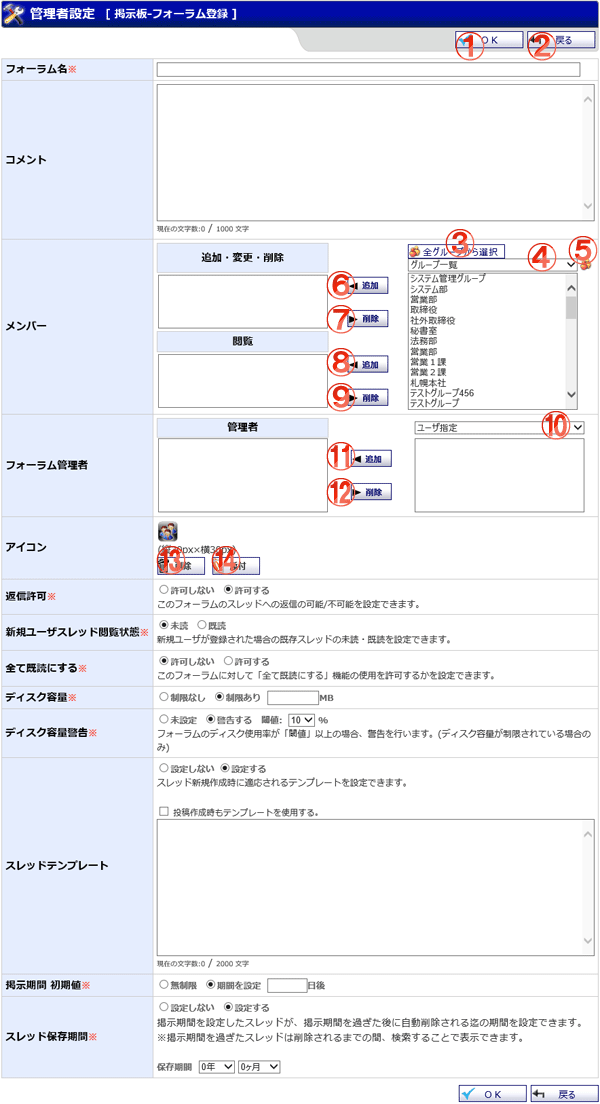 管理者設定 [ 掲示板-フォーラム登録 ]
① OK ② 戻る
フォーラム名※
コメント
現在の文字数:0 / 1000 文字
メンバー
追加・変更・削除
③ 全グループから選択
グループ一覧 ④ ⑤
⑥ 追加
⑦ 削除
閲覧
⑧ 追加
⑨ 削除
システム管理グループ
システム部
営業部
取締役
社外取締役
秘書室
法務部
営業部
営業1課
営業2課
札幌本社
テストグループ456
テストグループ
フォーラム管理者
管理者
ユーザ指定 ⑩
⑪ 追加
⑫ 削除
アイコン
⑬ 削除 ⑭ 添付
返信許可※
許可しない 許可する
このフォーラムのスレッドへの返信の可能/不可能を設定できます。
新規ユーザスレッド閲覧状態※
未読 既読
新規ユーザが登録された場合の既存スレッドの未読・既読を設定できます。
全て既読にする※
許可しない 許可する
このフォーラムに対して「全て既読にする」機能の使用を許可するかを設定できます。
ディスク容量※
制限なし 制限あり MB
ディスク容量警告※
未設定 警告する 閾値: 10 %
フォーラムのディスク使用率が「閾値」以上の場合、警告を行います。(ディスク容量が制限されている場合の
み)
スレッドテンプレート
設定しない 設定する
スレッド新規作成時に適応されるテンプレートを設定できます。
投稿作成時もテンプレートを使用する。
現在の文字数:0 / 2000 文字
掲示期間 初期値※
無制限 期間を設定 日後
スレッド保存期間※
設定しない 設定する
掲示期間を設定したスレッドが、掲示期間を過ぎた後に自動削除される迄の期間を設定できます。
※掲示期間を過ぎたスレッドは削除されるまでの間、検索することで表示できます。
保存期間 0年 0ヶ月
OK 戻る